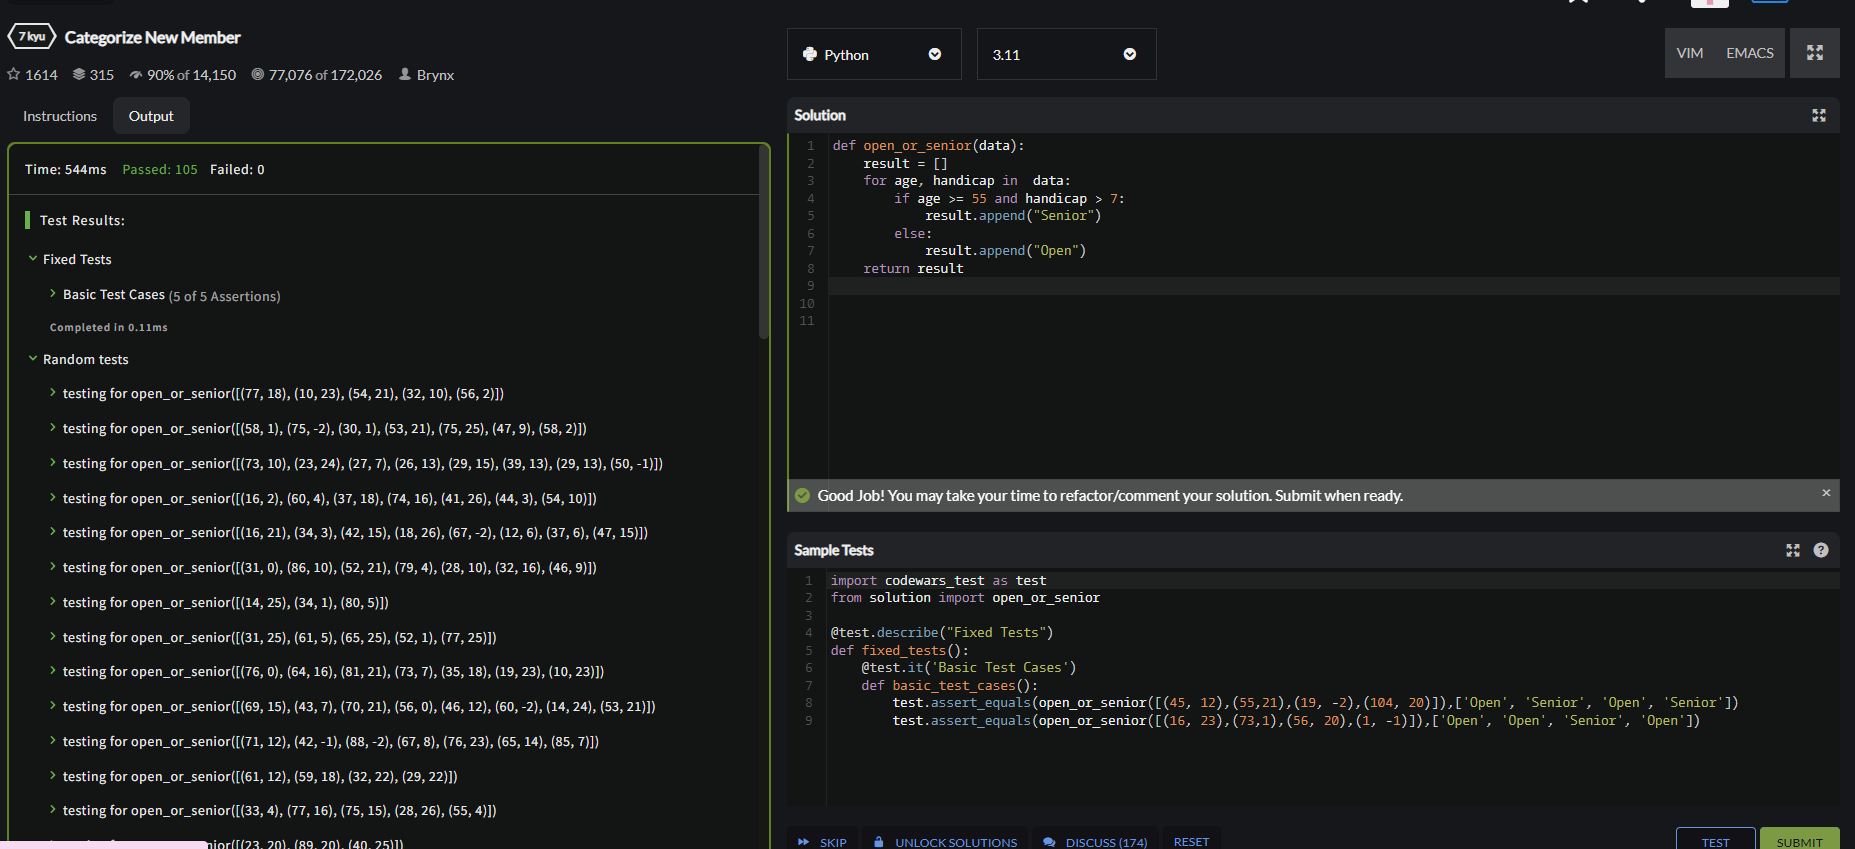 7 kyu Categorize New Member
1614 315 90% of 14,150 77,076 of 172,026 Brynx
Instructions Output
Time: 544ms Passed: 105 Failed: 0
Test Results:
Fixed Tests
Basic Test Cases (5 of 5 Assertions)
Completed in 0.11ms
Random tests
testing for open_or_senior([(77, 18), (10, 23), (54, 21), (32, 10), (56, 2)])
testing for open_or_senior([(58, 1), (75, -2), (30, 1), (53, 21), (75, 25), (47, 9), (58, 2)])
testing for open_or_senior([(73, 10), (23, 24), (27, 7), (26, 13), (29, 15), (39, 13), (29, 13), (50, -1)])
testing for open_or_senior([(16, 2), (60, 4), (37, 18), (74, 16), (41, 26), (44, 3), (54, 10)])
testing for open_or_senior([(16, 21), (34, 3), (42, 15), (18, 26), (67, -2), (12, 6), (37, 6), (47, 15)])
testing for open_or_senior([(31, 0), (86, 10), (52, 21), (79, 4), (28, 10), (32, 16), (46, 9)])
testing for open_or_senior([(14, 25), (34, 1), (80, 5)])
testing for open_or_senior([(31, 25), (61, 5), (65, 25), (52, 1), (77, 25)])
testing for open_or_senior([(76, 0), (64, 16), (81, 21), (73, 7), (35, 18), (19, 23), (10, 23)])
testing for open_or_senior([(69, 15), (43, 7), (70, 21), (56, 0), (46, 12), (60, -2), (14, 24), (53, 21)])
testing for open_or_senior([(71, 12), (42, -1), (88, -2), (67, 8), (76, 23), (65, 14), (85, 7)])
testing for open_or_senior([(61, 12), (59, 18), (32, 22), (29, 22)])
testing for open_or_senior([(33, 4), (77, 16), (75, 15), (28, 26), (55, 4)])
nior([(23, 20), (89, 20), (40, 25)])
Python 3.11 VIM EMACS
Solution
1 def open_or_senior(data):
2 result = []
3 for age, handicap in  data:
4 if age >= 55 and handicap > 7:
5 result.append("Senior")
6 else:
7 result.append("Open")
8 return result
9
10
11
Good Job! You may take your time to refactor/comment your solution. Submit when ready. ×
Sample Tests ?
1 import codewars_test as test
2 from solution import open_or_senior
3
4 @test.describe("Fixed Tests")
5 def fixed_tests():
6 @test.it('Basic Test Cases')
7 def basic_test_cases():
8 test.assert_equals(open_or_senior([(45, 12),(55,21),(19, -2),(104, 20)]),['Open', 'Senior', 'Open', 'Senior'])
9 test.assert_equals(open_or_senior([(16, 23),(73,1),(56, 20),(1, -1)]),['Open', 'Open', 'Senior', 'Open'])
SKIP UNLOCK SOLUTIONS DISCUSS (174) RESET TEST SUBMIT